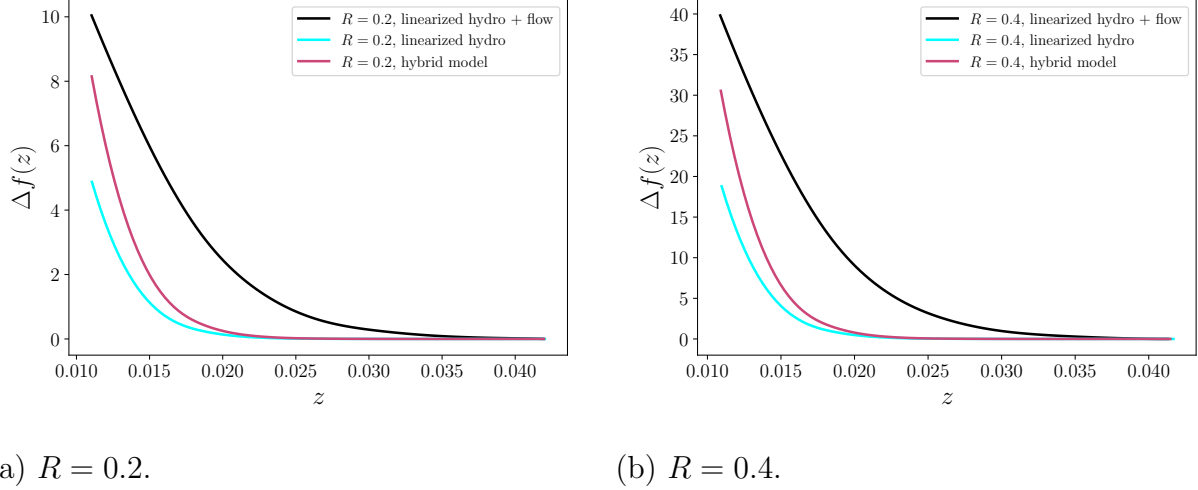 R = 0.2, linearized hydro + flow
R = 0.2, linearized hydro
R = 0.2, hybrid model
10
8
6
4
2
0
Δf(z)
0.010 0.015 0.020 0.025 0.030 0.035 0.040
z
R = 0.4, linearized hydro + flow
R = 0.4, linearized hydro
R = 0.4, hybrid model
40
35
30
25
20
15
10
5
0
Δf(z)
0.010 0.015 0.020 0.025 0.030 0.035 0.040
z
a) R = 0.2.
(b) R = 0.4.